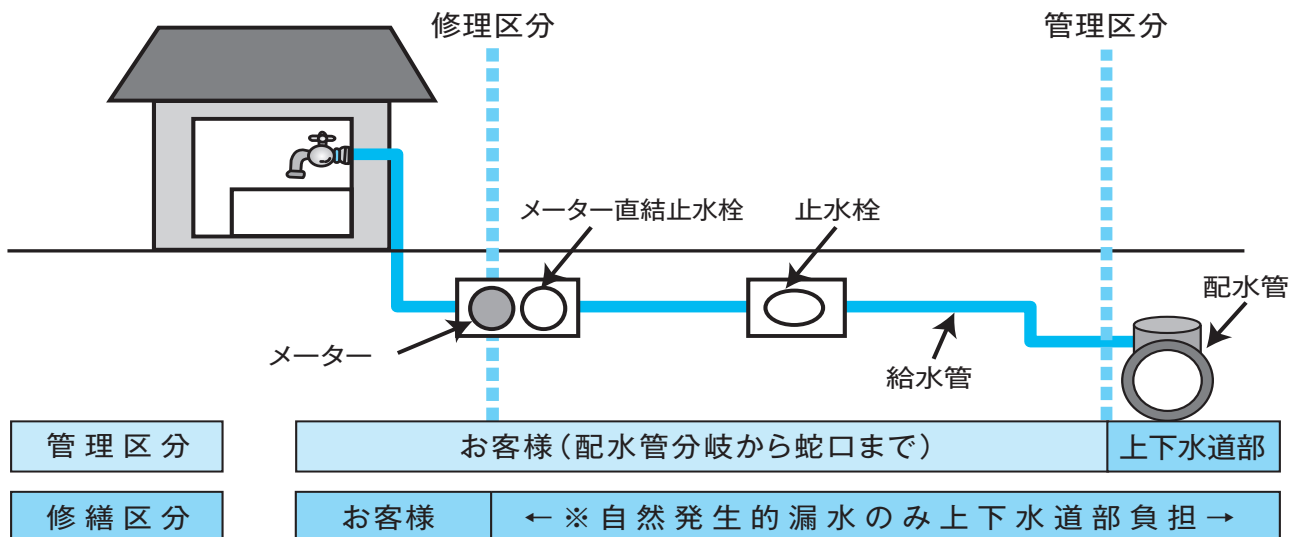 修理区分
管理区分
メーター直結止水栓
止水栓
配水管
メーター
給水管
管理区分
お客様(配水管分岐から蛇口まで)
上下水道部
修繕区分
お客様
←※自然発生的漏水のみ上下水道部負担→